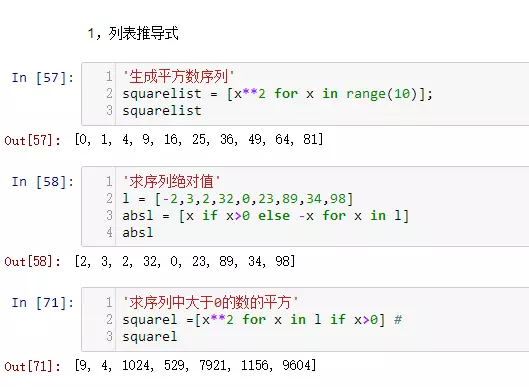 1，列表推导式
In [57]:
1 '生成平方数序列'
2 squarelist = [x**2 for x in range(10)];
3 squarelist
Out[57]: [0, 1, 4, 9, 16, 25, 36, 49, 64, 81]
In [58]:
1 '求序列绝对值'
2 l = [-2,3,2,32,0,23,89,34,98]
3 absl = [x if x>0 else -x for x in l]
4 absl
Out[58]: [2, 3, 2, 32, 0, 23, 89, 34, 98]
In [71]:
1 '求序列中大于0的数的平方'
2 squarel =[x**2 for x in l if x>0] #
3 squarel
Out[71]: [9, 4, 1024, 529, 7921, 1156, 9604]